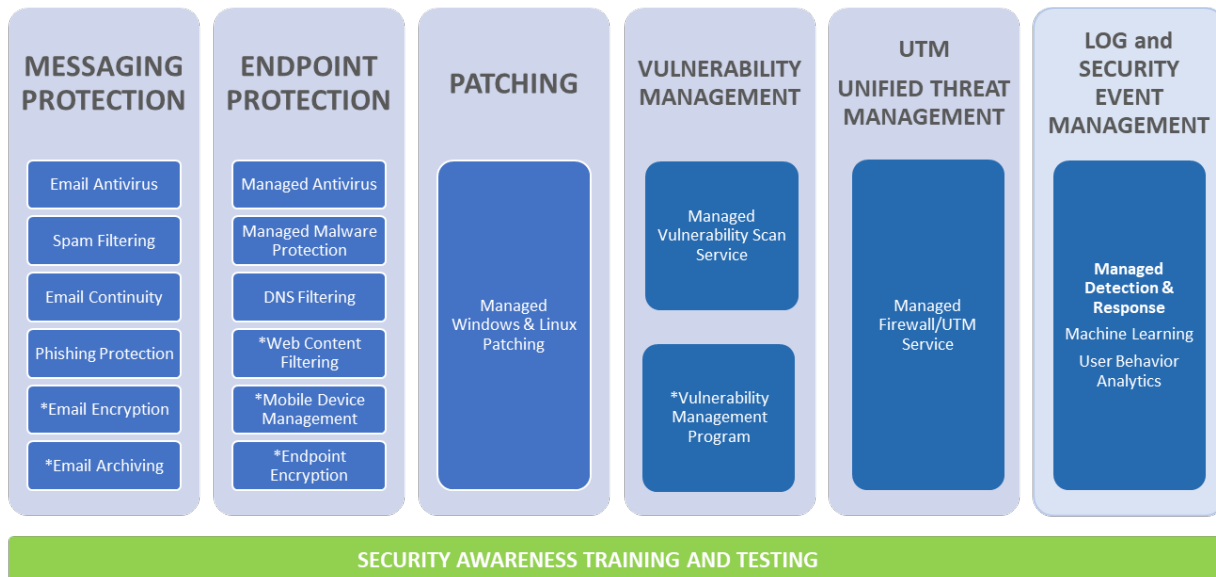 MESSAGING
PROTECTION
Email Antivirus
Spam Filtering
Email Continuity
Phishing Protection
*Email Encryption
*Email Archiving
ENDPOINT
PROTECTION
Managed Antivirus
Managed Malware
Protection
DNS Filtering
*Web Content
Filtering
*Mobile Device
Management
*Endpoint
Encryption
PATCHING
Managed
Windows & Linux
Patching
VULNERABILITY
MANAGEMENT
Managed
Vulnerability Scan
Service
*Vulnerability
Management
Program
UTM
UNIFIED THREAT
MANAGEMENT
Managed
Firewall/UTM
Service
LOG and
SECURITY
EVENT
MANAGEMENT
Managed
Detection &
Response
Machine Learning
User Behavior
Analytics
SECURITY AWARENESS TRAINING AND TESTING